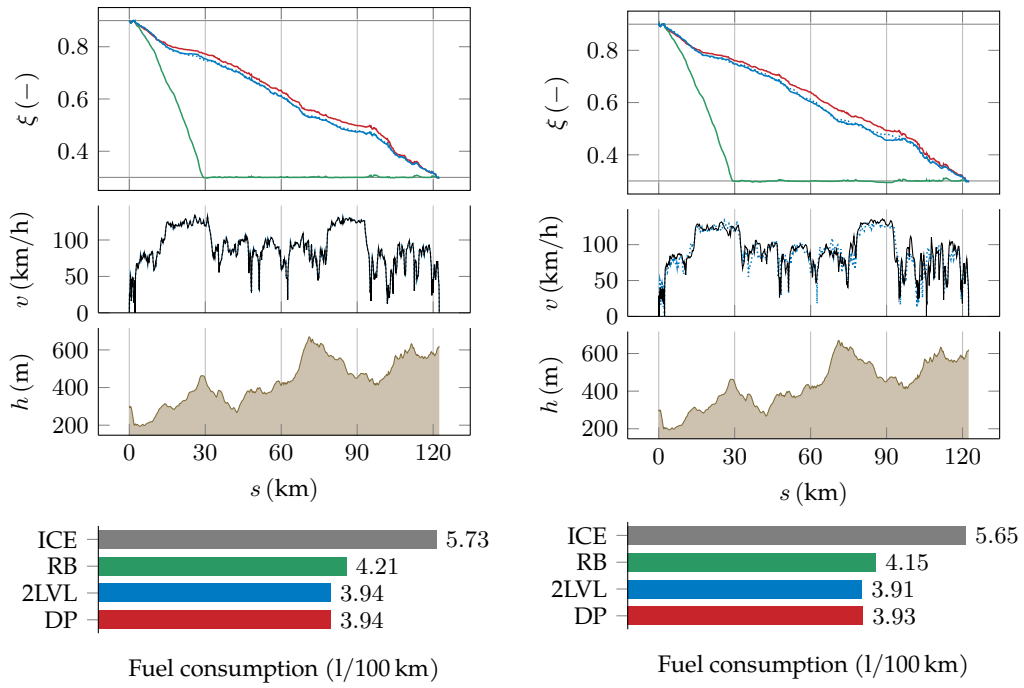 0.8
0.6
0.4
ξ (−)
100
50
0
v (km/h)
600
400
200
h (m)
0 30 60 90 120
s (km)
ICE 5.73
RB 4.21
2LVL 3.94
DP 3.94
Fuel consumption (l/100 km)
0.8
0.6
0.4
ξ (−)
100
50
0
v (km/h)
600
400
200
h (m)
0 30 60 90 120
s (km)
ICE 5.65
RB 4.15
2LVL 3.91
DP 3.93
Fuel consumption (l/100 km)